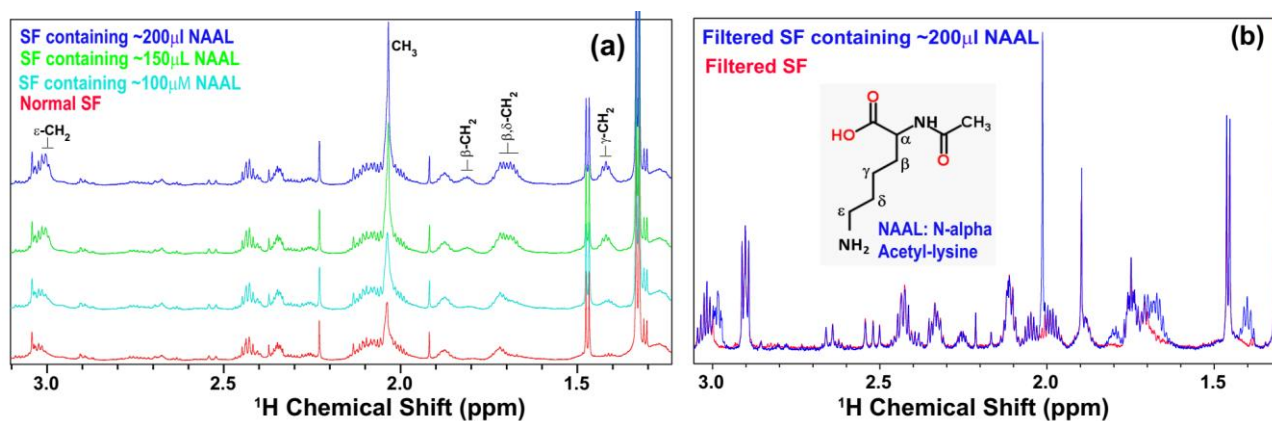 (a)
SF containing ~200μl NAAL
SF containing ~150μL NAAL
SF containing ~100μM NAAL
Normal SF
CH3
ε-CH2
β-CH2
β,δ-CH2
γ-CH2
3.0
2.5
2.0
1.5
1H Chemical Shift (ppm)
(b)
Filtered SF containing ~200μl NAAL
Filtered SF
O
HO
NH
CH3
α
O
β
γ
δ
ε
NH2
NAAL: N-alpha
Acetyl-lysine
3.0
2.5
2.0
1.5
1H Chemical Shift (ppm)